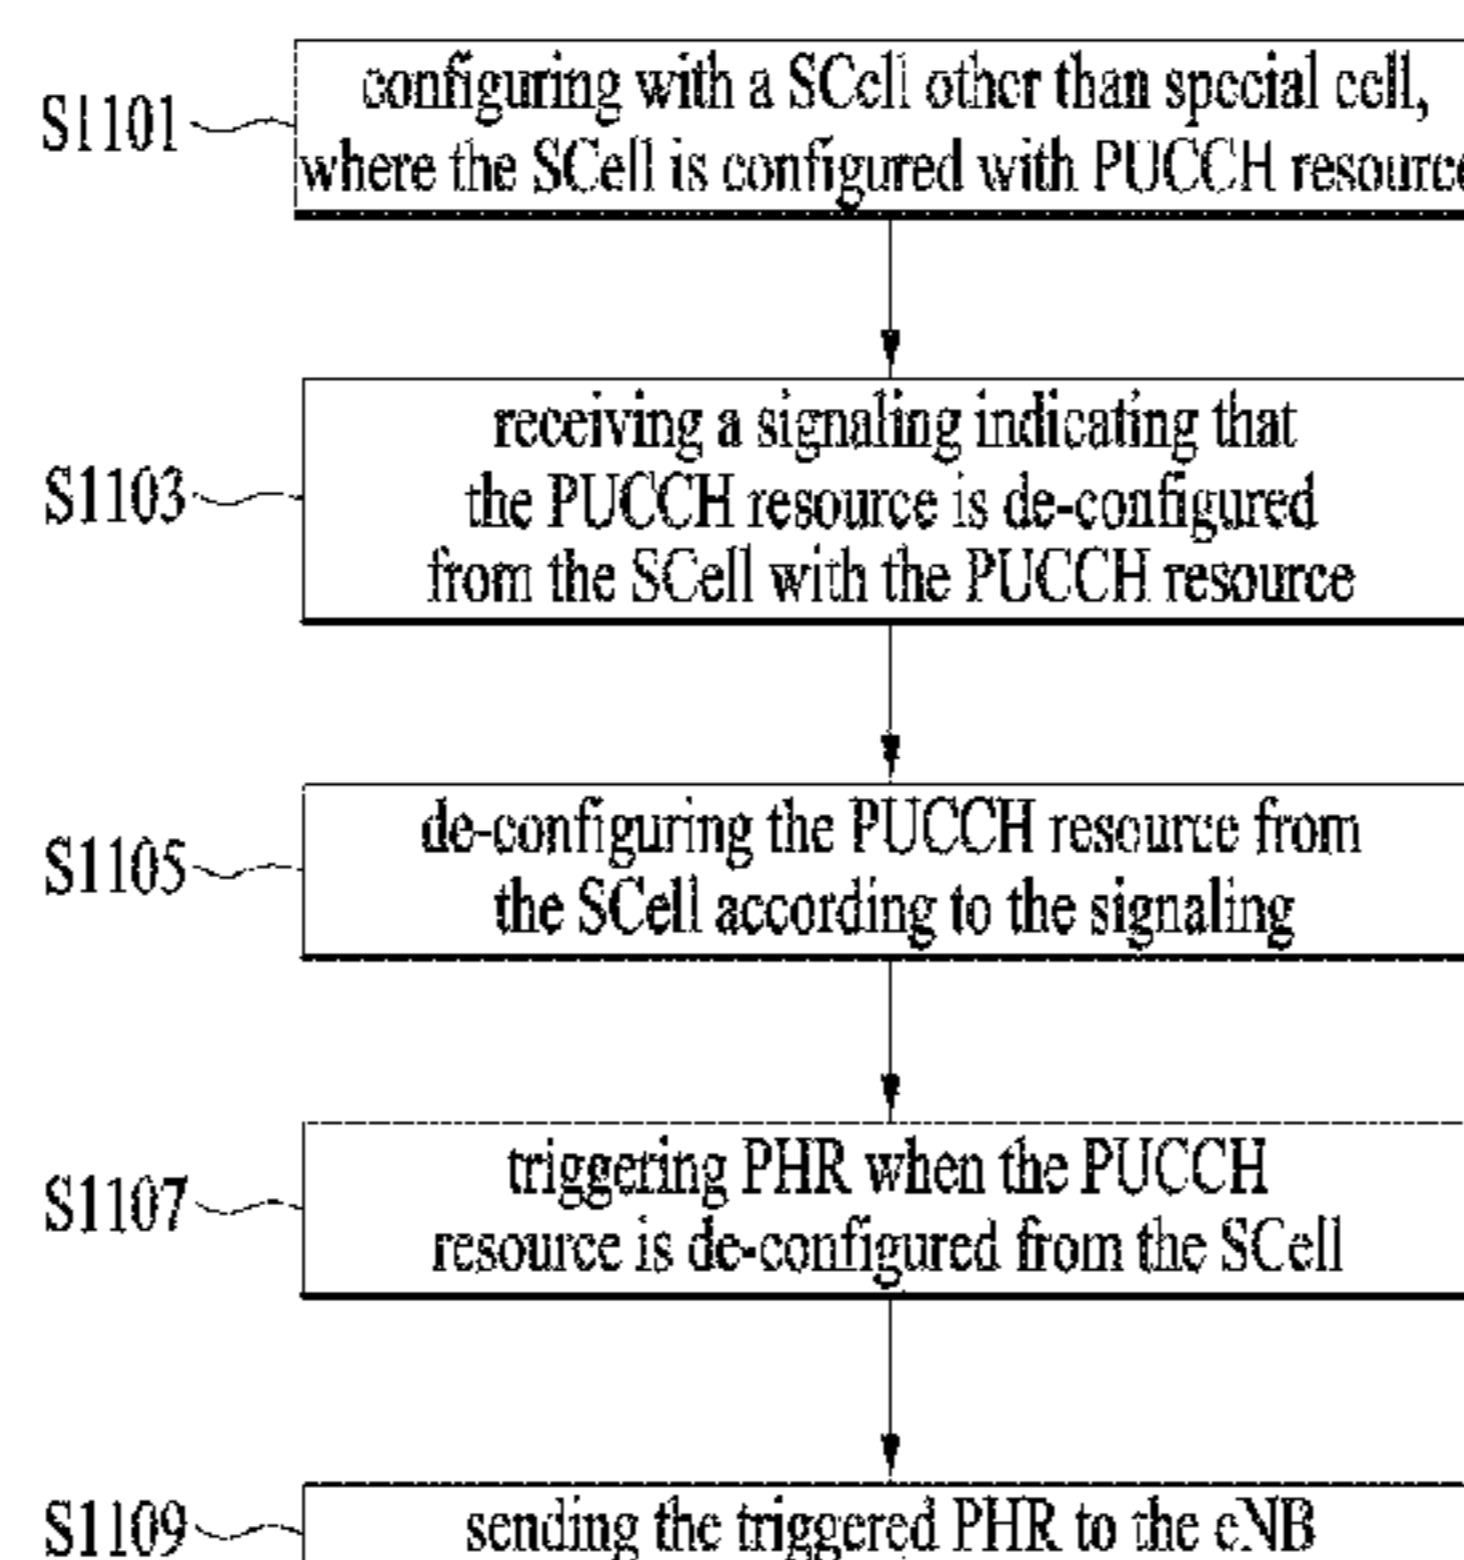 S1101
configuring with a SCell other than special cell,
where the SCell is configured with PUCCH resource
S1103
receiving a signaling indicating that
the PUCCH resource is de-configured
from the SCell with the PUCCH resource
S1105
de-configuring the PUCCH resource from
the SCell according to the signaling
S1107
triggering PHR when the PUCCH
resource is de-configured from the SCell
S1109
sending the triggered PHR to the eNB